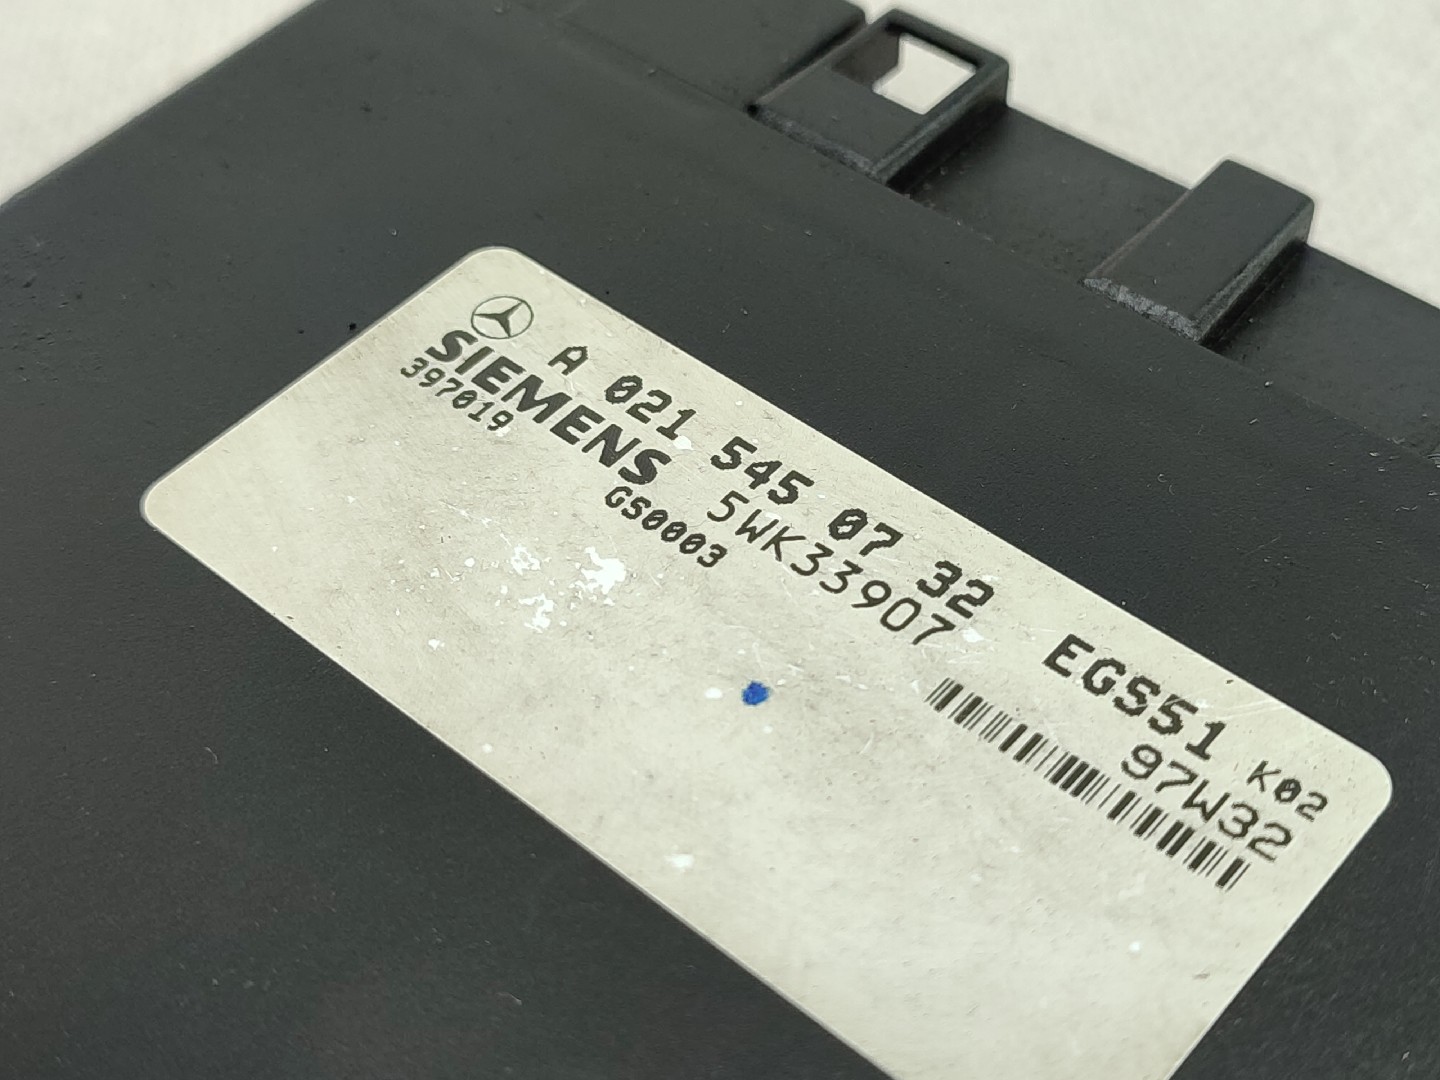 A 021 545 07 32 EGS51 K02
SIEMENS 5WK33907 97W32
397019 GS0003